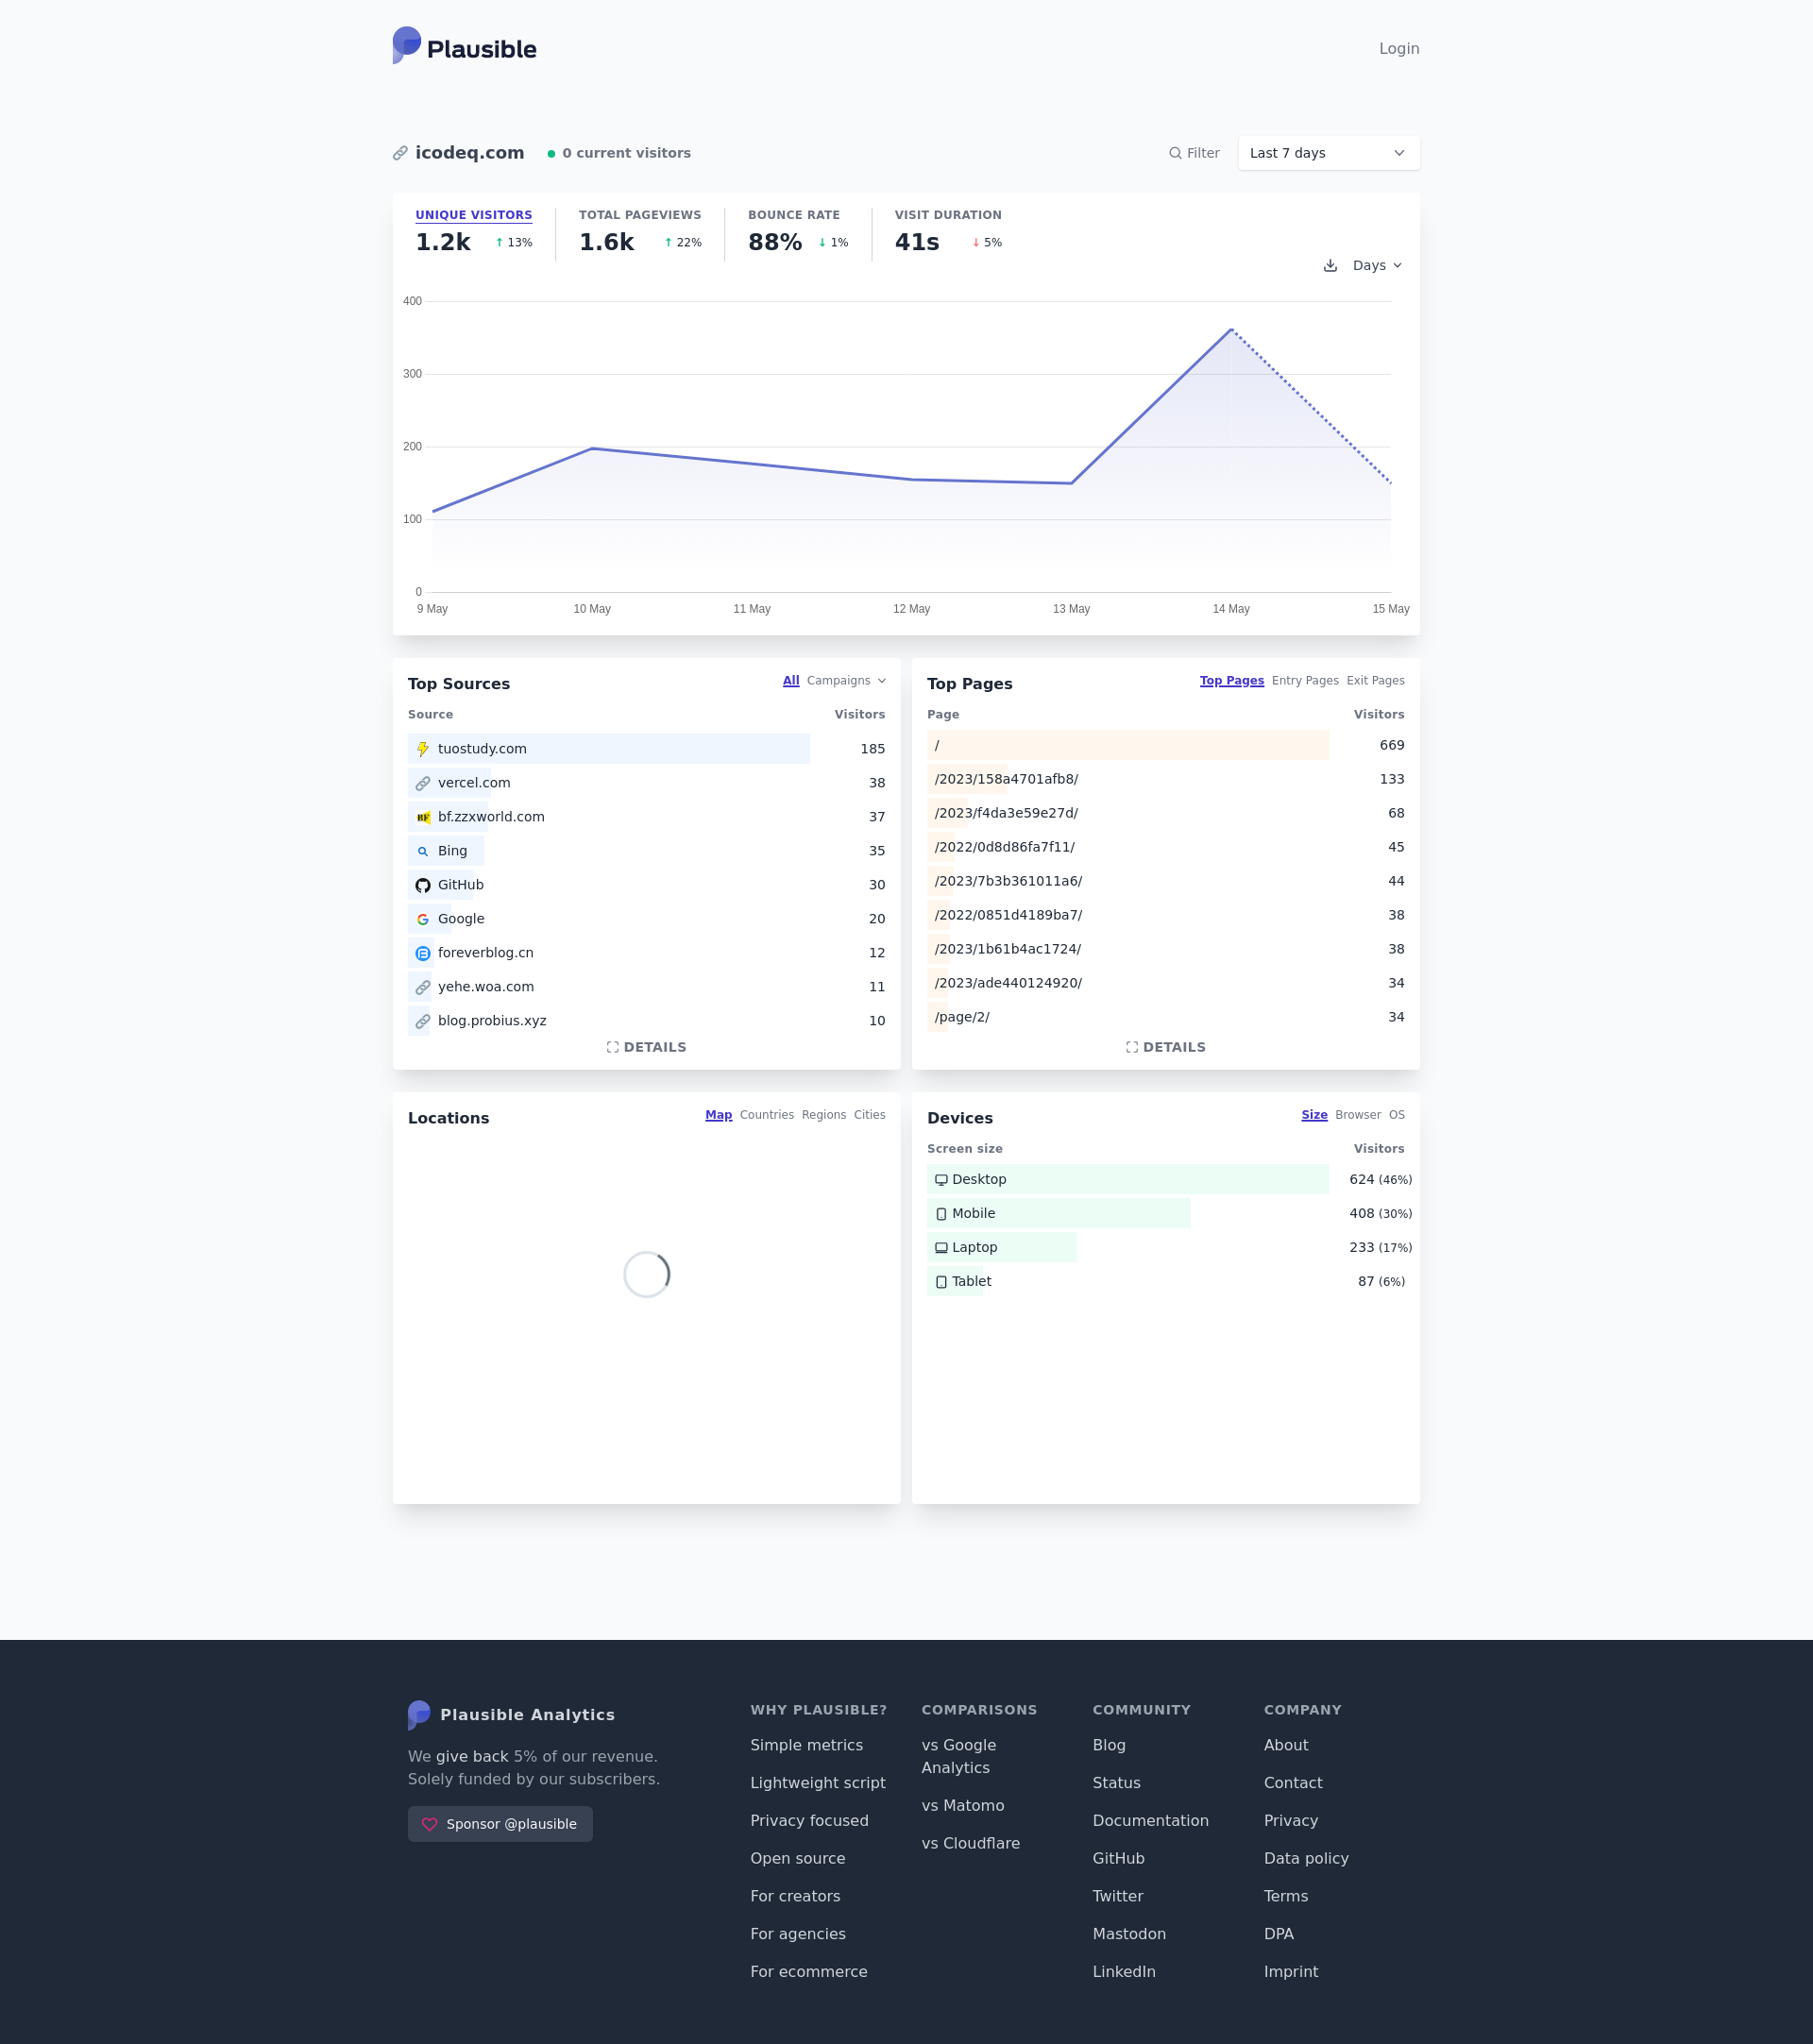 Plausible
Login
icodeq.com
0 current visitors
Filter
Last 7 days
UNIQUE VISITORS
1.2k ↑ 13%
TOTAL PAGEVIEWS
1.6k ↑ 22%
BOUNCE RATE
88% ↓ 1%
VISIT DURATION
41s ↓ 5%
Days
400
300
200
100
0
9 May 10 May 11 May 12 May 13 May 14 May 15 May
Top Sources
All Campaigns
Source Visitors
tuostudy.com 185
vercel.com 38
BF bf.zzxworld.com 37
Bing 35
GitHub 30
Google 20
foreverblog.cn 12
yehe.woa.com 11
blog.probius.xyz 10
DETAILS
Top Pages
Top Pages Entry Pages Exit Pages
Page Visitors
/ 669
/2023/158a4701afb8/ 133
/2023/f4da3e59e27d/ 68
/2022/0d8d86fa7f11/ 45
/2023/7b3b361011a6/ 44
/2022/0851d4189ba7/ 38
/2023/1b61b4ac1724/ 38
/2023/ade440124920/ 34
/page/2/ 34
DETAILS
Locations
Map Countries Regions Cities
Devices
Size Browser OS
Screen size Visitors
Desktop 624 (46%)
Mobile 408 (30%)
Laptop 233 (17%)
Tablet 87 (6%)
Plausible Analytics
We give back 5% of our revenue.
Solely funded by our subscribers.
Sponsor @plausible
WHY PLAUSIBLE?
Simple metrics
Lightweight script
Privacy focused
Open source
For creators
For agencies
For ecommerce
COMPARISONS
vs Google
Analytics
vs Matomo
vs Cloudflare
COMMUNITY
Blog
Status
Documentation
GitHub
Twitter
Mastodon
LinkedIn
COMPANY
About
Contact
Privacy
Data policy
Terms
DPA
Imprint